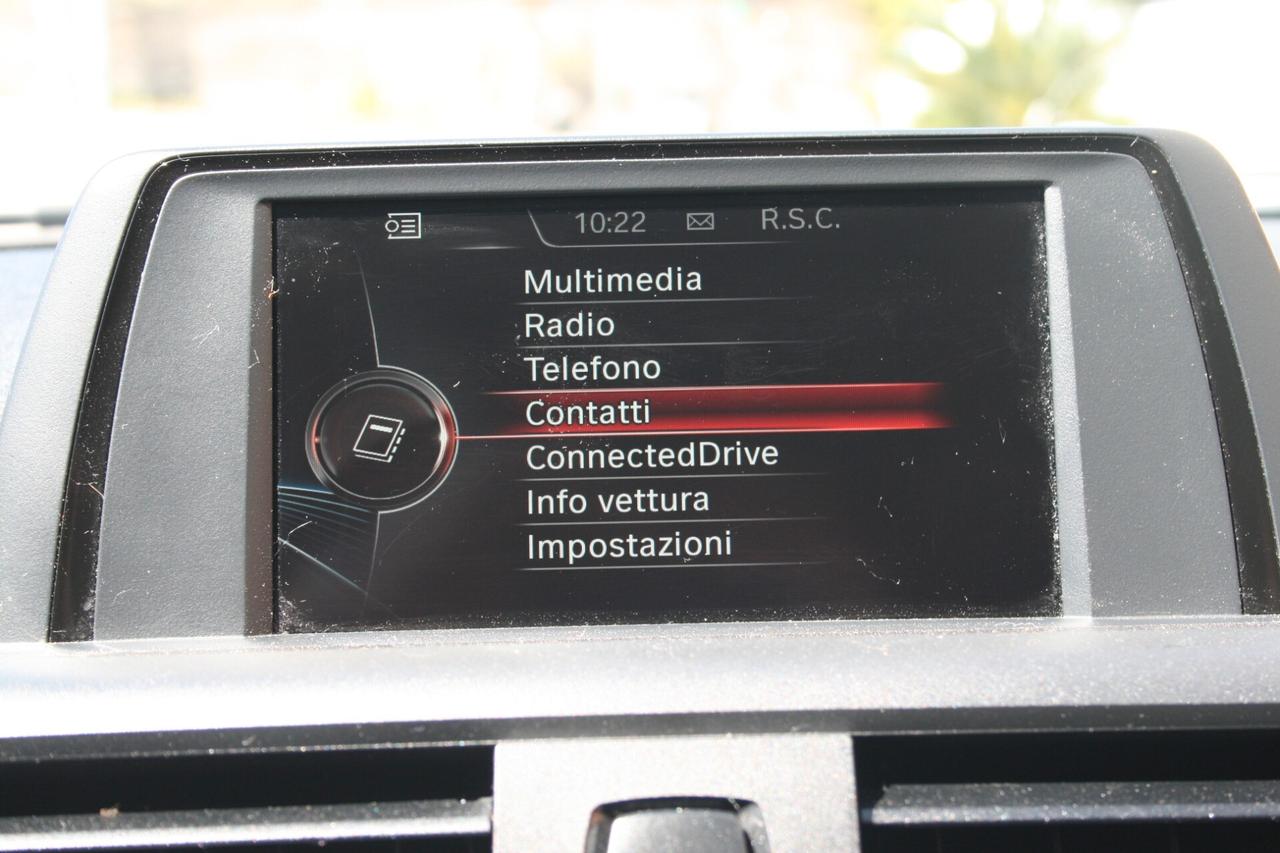 10:22 R.S.C.
Multimedia
Radio
Telefono
Contatti
ConnectedDrive
Info vettura
Impostazioni